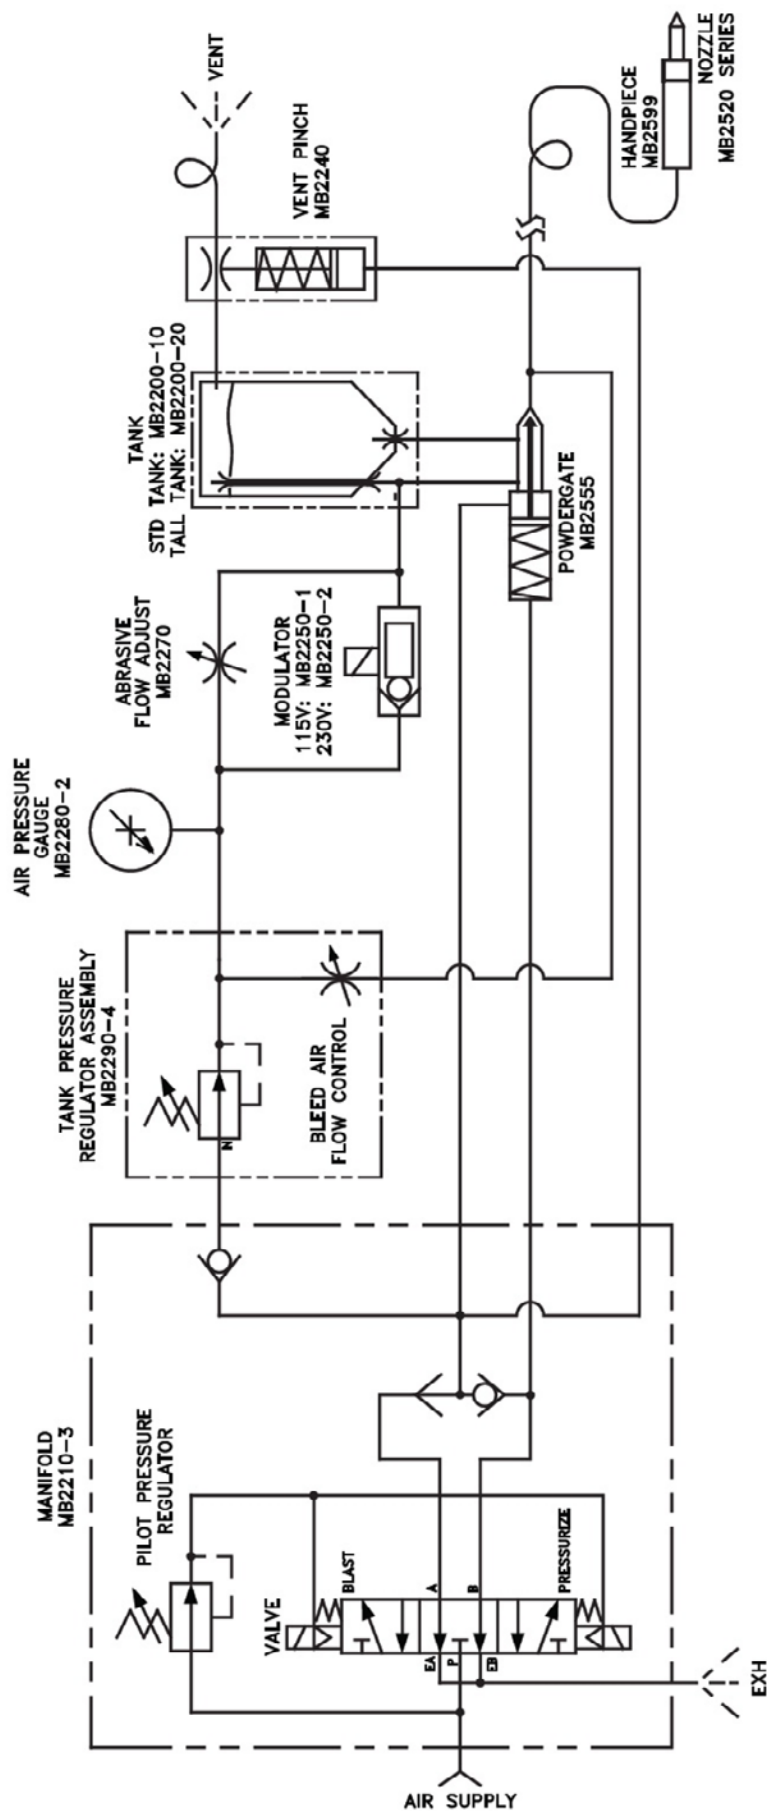 MANIFOLD
MB2210-3
PILOT PRESSURE
REGULATOR
VALVE
BLAST
PRESSURIZE
A
B
EA
P
EB
AIR SUPPLY
EXH
TANK PRESSURE
REGULATOR ASSEMBLY
MB2290-4
IN
BLEED AIR
FLOW CONTROL
AIR PRESSURE
GAUGE
MB2280-2
ABRASIVE
FLOW ADJUST
MB2270
MODULATOR
115V: MB2250-1
230V: MB2250-2
TANK
STD TANK: MB2200-10
TALL TANK: MB2200-20
POWDERGATE
MB2555
VENT PINCH
MB2240
VENT
HANDPIECE
MB2599
NOZZLE
MB2520 SERIES